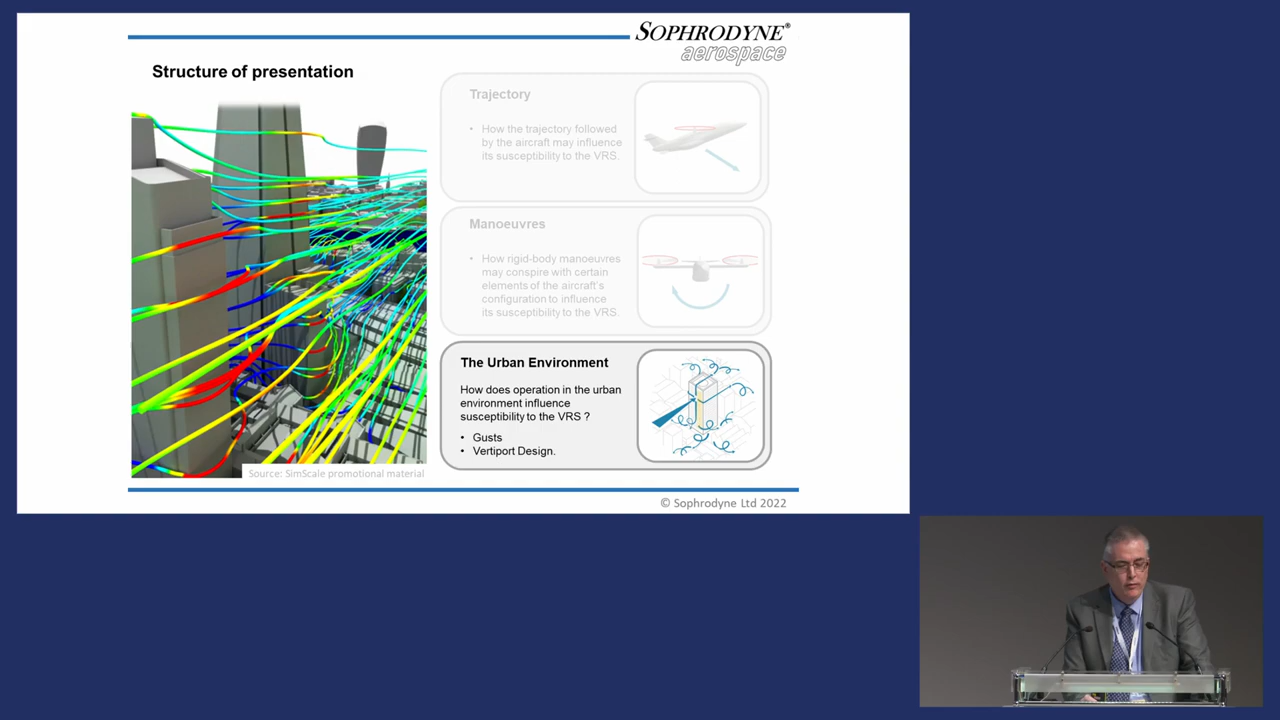 SOPHRODYNE®
aerospace
Structure of presentation
Trajectory
• How the trajectory followed
by the aircraft may influence
its susceptibility to the VRS.
Manoeuvres
• How rigid-body manoeuvres
may conspire with certain
elements of the aircraft's
configuration to influence
its susceptibility to the VRS.
The Urban Environment
How does operation in the urban
environment influence
susceptibility to the VRS ?
• Gusts
• Vertiport Design.
Source: SimScale promotional material
© Sophrodyne Ltd 2022